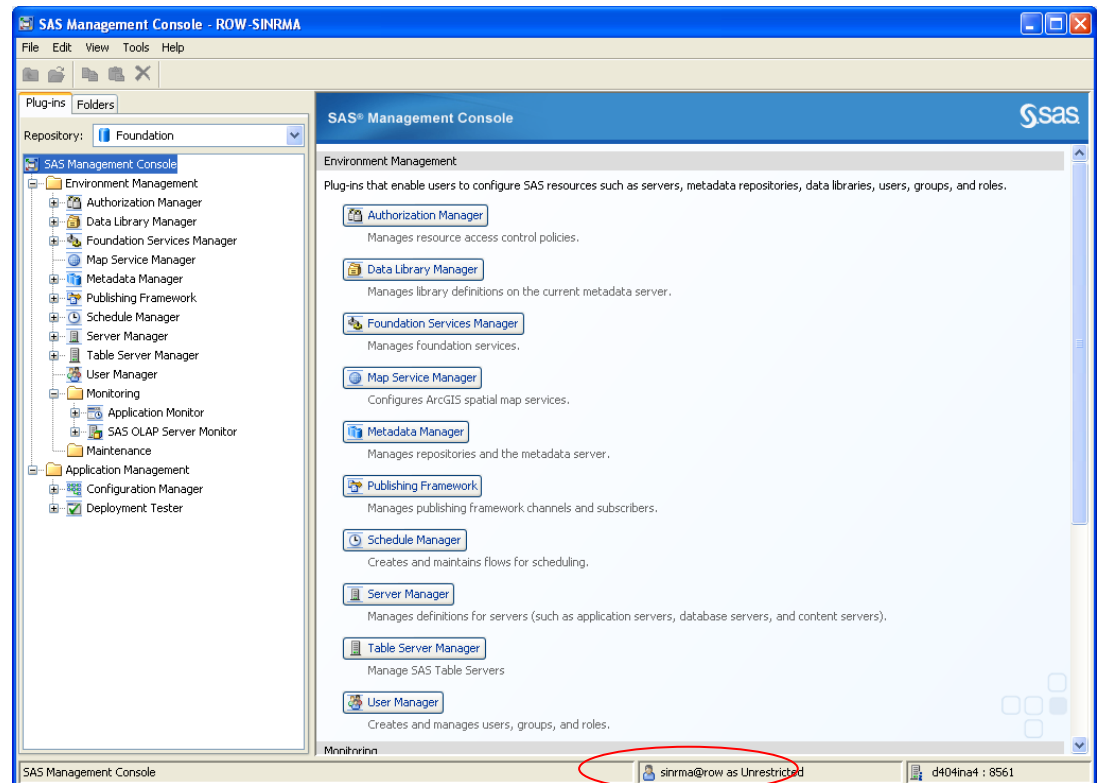 SAS Management Console - ROW-SINRMA
File Edit View Tools Help
Plug-ins Folders
Repository: Foundation
SAS Management Console
Environment Management
Authorization Manager
Data Library Manager
Foundation Services Manager
Map Service Manager
Metadata Manager
Publishing Framework
Schedule Manager
Server Manager
Table Server Manager
User Manager
Monitoring
Application Monitor
SAS OLAP Server Monitor
Maintenance
Application Management
Configuration Manager
Deployment Tester
SAS® Management Console
sas
Environment Management
Plug-ins that enable users to configure SAS resources such as servers, metadata repositories, data libraries, users, groups, and roles.
Authorization Manager
Manages resource access control policies.
Data Library Manager
Manages library definitions on the current metadata server.
Foundation Services Manager
Manages foundation services.
Map Service Manager
Configures ArcGIS spatial map services.
Metadata Manager
Manages repositories and the metadata server.
Publishing Framework
Manages publishing framework channels and subscribers.
Schedule Manager
Creates and maintains flows for scheduling.
Server Manager
Manages definitions for servers (such as application servers, database servers, and content servers).
Table Server Manager
Manage SAS Table Servers
User Manager
Creates and manages users, groups, and roles.
Monitoring
SAS Management Console
sinrma@row as Unrestricted
d404ina4 : 8561